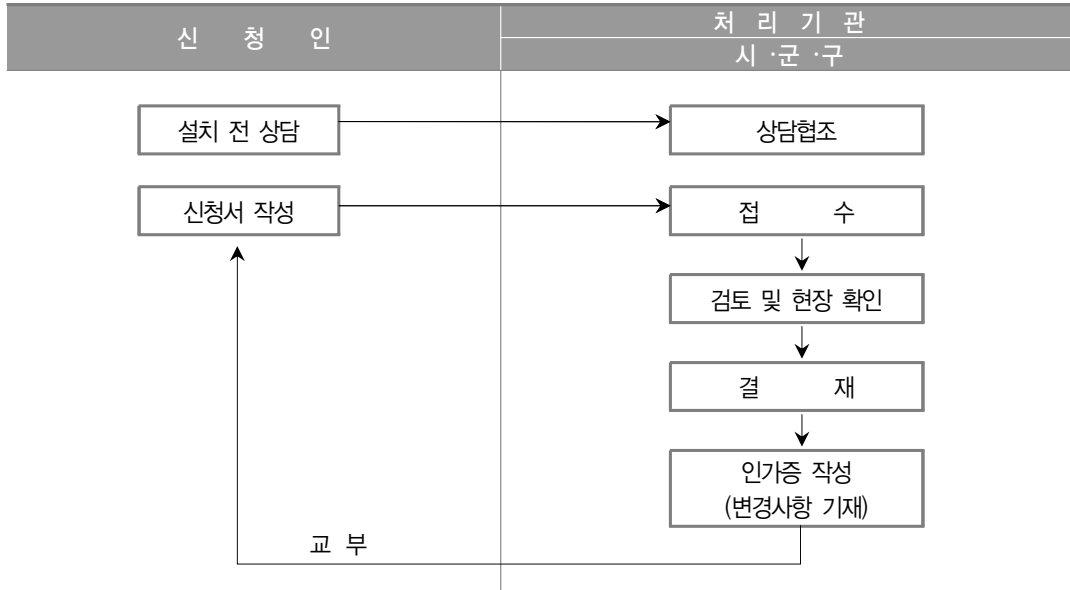 신 청 인
처 리 기 관
시 ·군 ·구
설치 전 상담
상담협조
신청서 작성
접 수
검토 및 현장 확인
결 재
인가증 작성
(변경사항 기재)
교 부